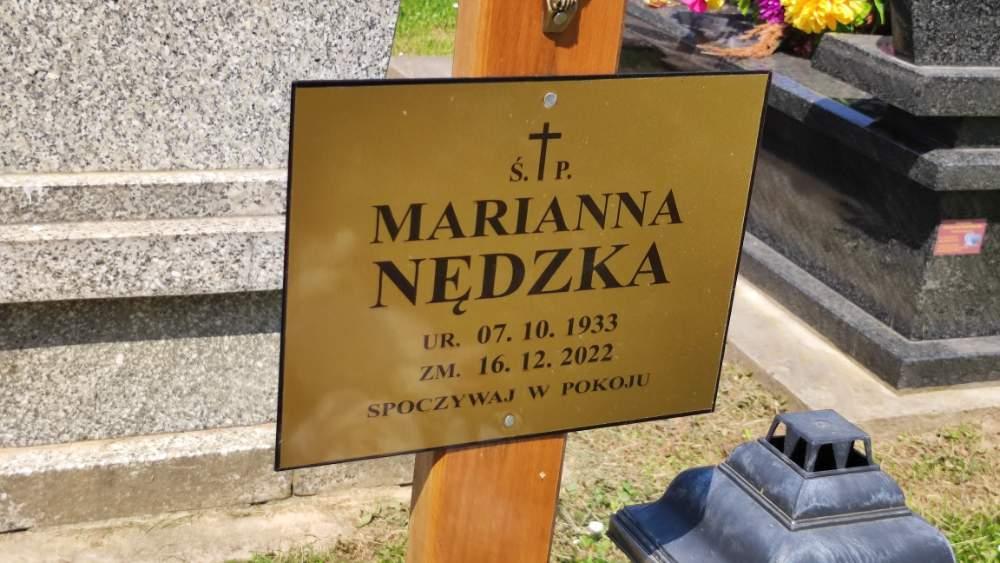 Ś. P.
MARIANNA
NĘDZKA
UR. 07. 10. 1933
ZM. 16. 12. 2022
SPOCZYWAJ W POKOJU